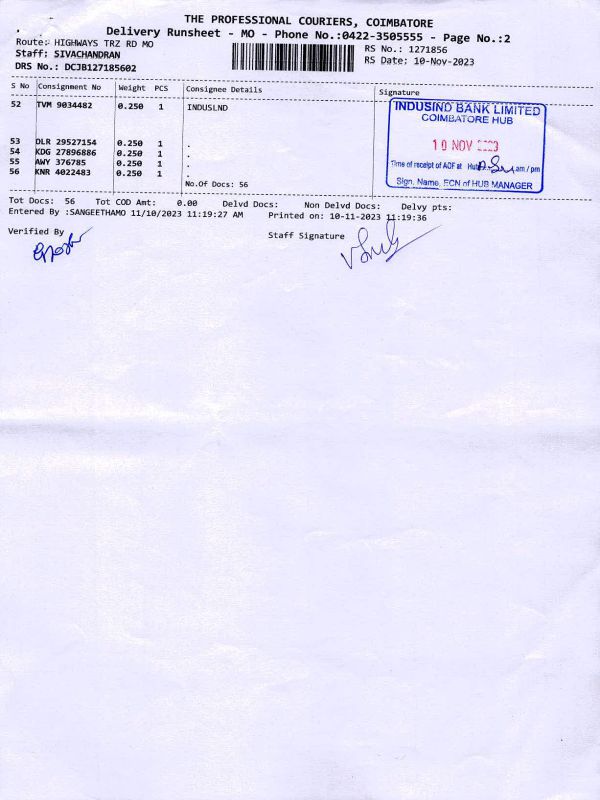 THE PROFESSIONAL COURIERS, COIMBATORE
Delivery Runsheet - MO - Phone No.:0422-3505555 - Page No.:2
Route: HIGHWAYS TRZ RD MO
RS No.: 1271856
Staff: SIVACHANDRAN
RS Date: 10-Nov-2023
DRS No.: DCJB127185602
S No Consignment No Weight PCS Consignee Details Signature
52 TVM 9034482 0.250 1 INDUSLND
INDUSIND BANK LIMITED
COIMBATORE HUB
10 NOV 2023
Time of receipt of AOF at Hub am / pm
Sign. Name, ECN of HUB MANAGER
53 DLR 29527154 0.250 1 .
54 KDG 27896886 0.250 1 .
55 AWY 376785 0.250 1 .
56 KNR 4022483 0.250 1 .
No.Of Docs: 56
Tot Docs: 56 Tot COD Amt: 0.00 Delvd Docs: Non Delvd Docs: Delvy pts:
Entered By :SANGEETHAMO 11/10/2023 11:19:27 AM Printed on: 10-11-2023 11:19:36
Verified By
Staff Signature